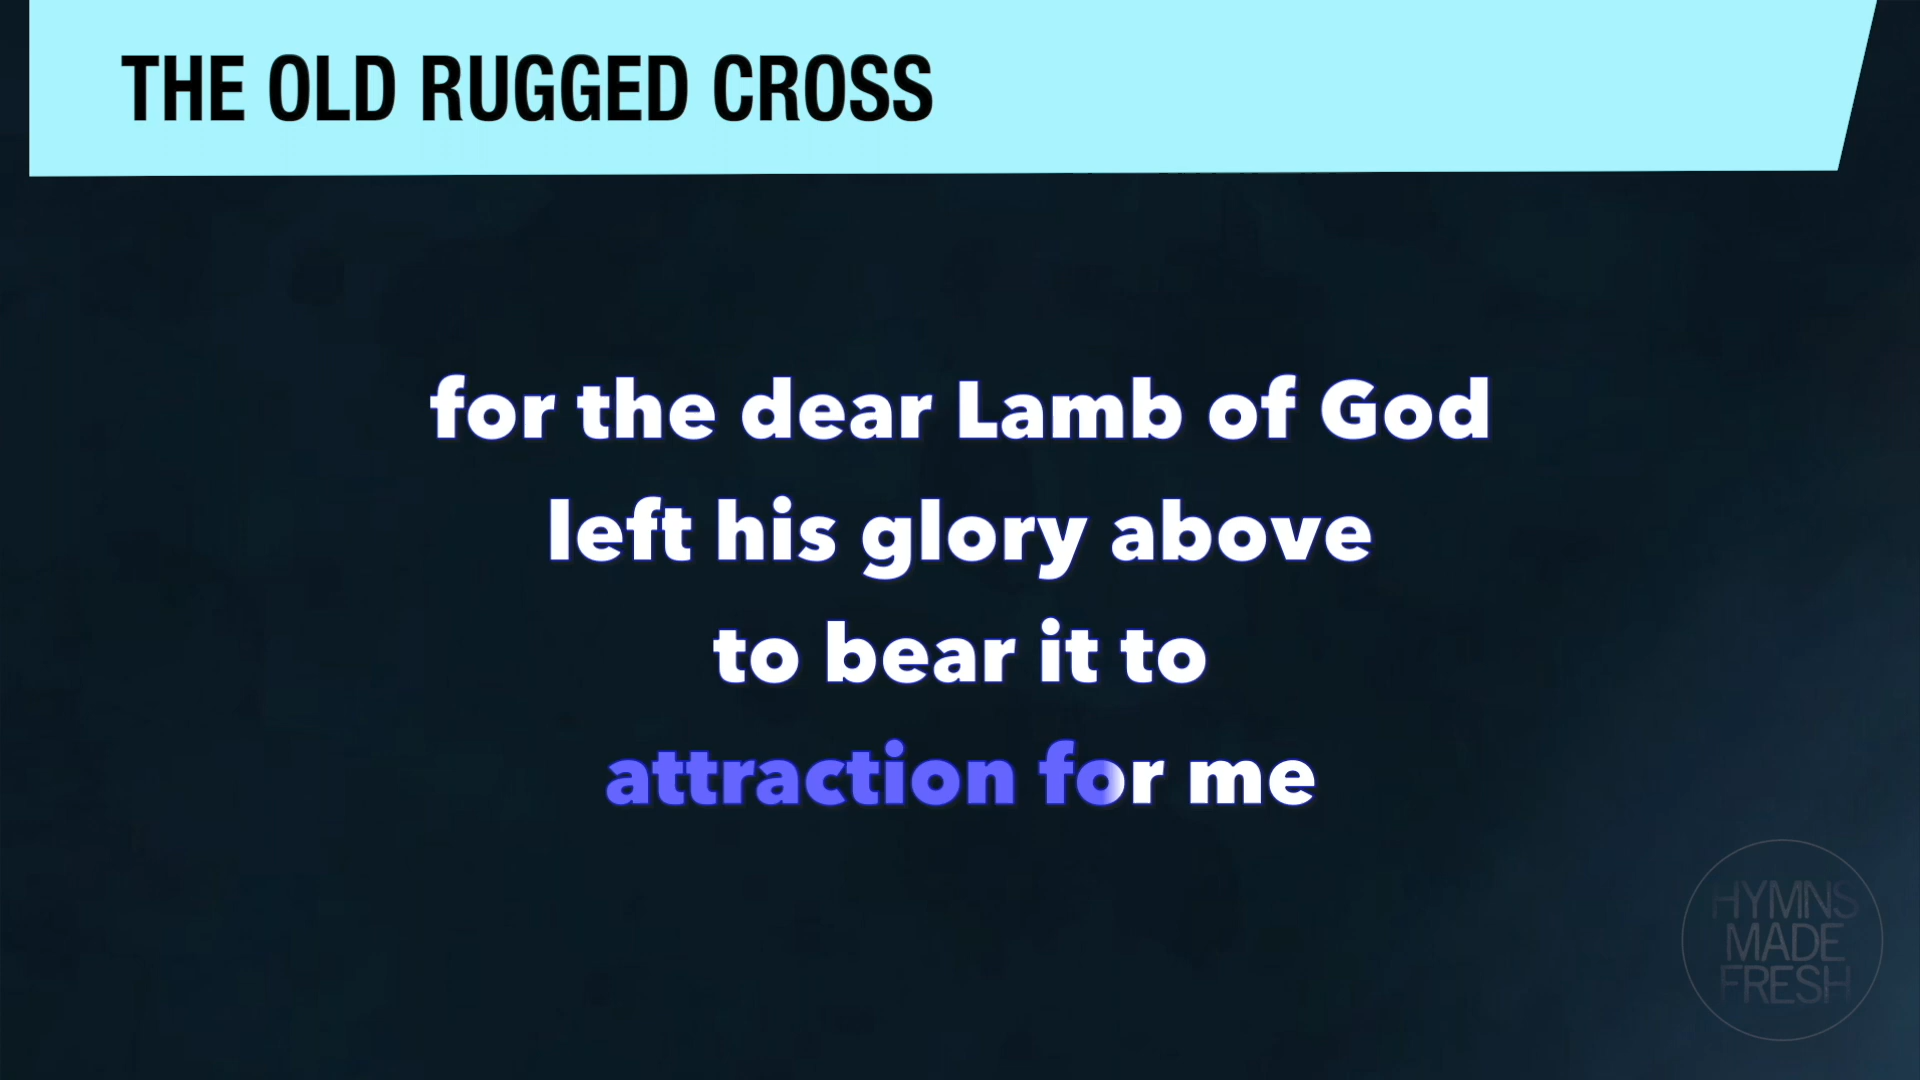 THE OLD RUGGED CROSS
for the dear Lamb of God
left his glory above
to bear it to
attraction for me
HYMNS
MADE
FRESH